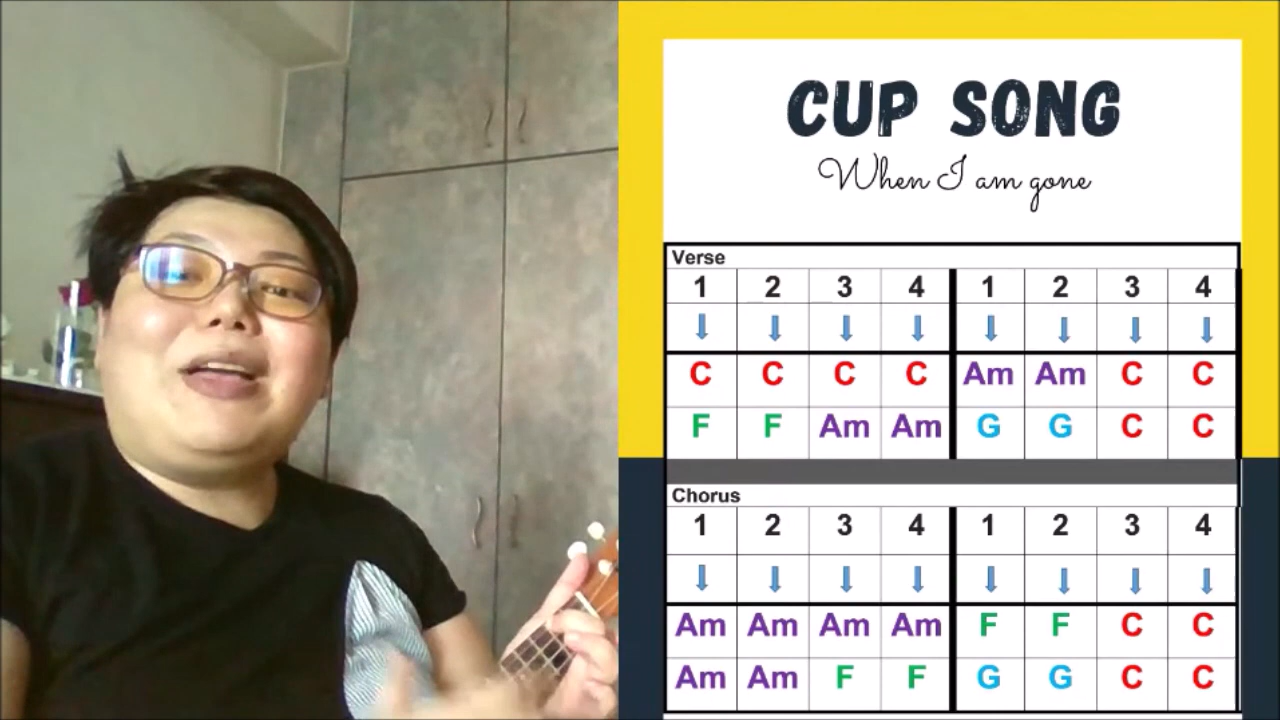 CUP SONG
When I am gone
Verse
1 2 3 4 1 2 3 4
C C C C Am Am C C
F F Am Am G G C C
Chorus
1 2 3 4 1 2 3 4
Am Am Am Am F F C C
Am Am F F G G C C